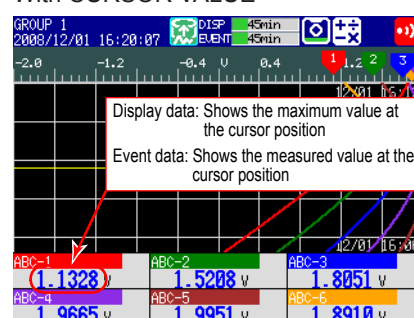 With CURSOR VALUE
GROUP 1
2008/12/01 16:20:07
DISP 45min
EVENT 45min
-2.0 -1.2 -0.4 V 0.4 1.2
1 2 3
12/01 16/
Display data: Shows the maximum value at
the cursor position
Event data: Shows the measured value at the
cursor position
12/01 16:0
ABC-1 ABC-2 ABC-3
1.1328 V 1.5208 V 1.8051 V
ABC-4 ABC-5 ABC-6
1.9665 V 1.9951 V 1.8910 V